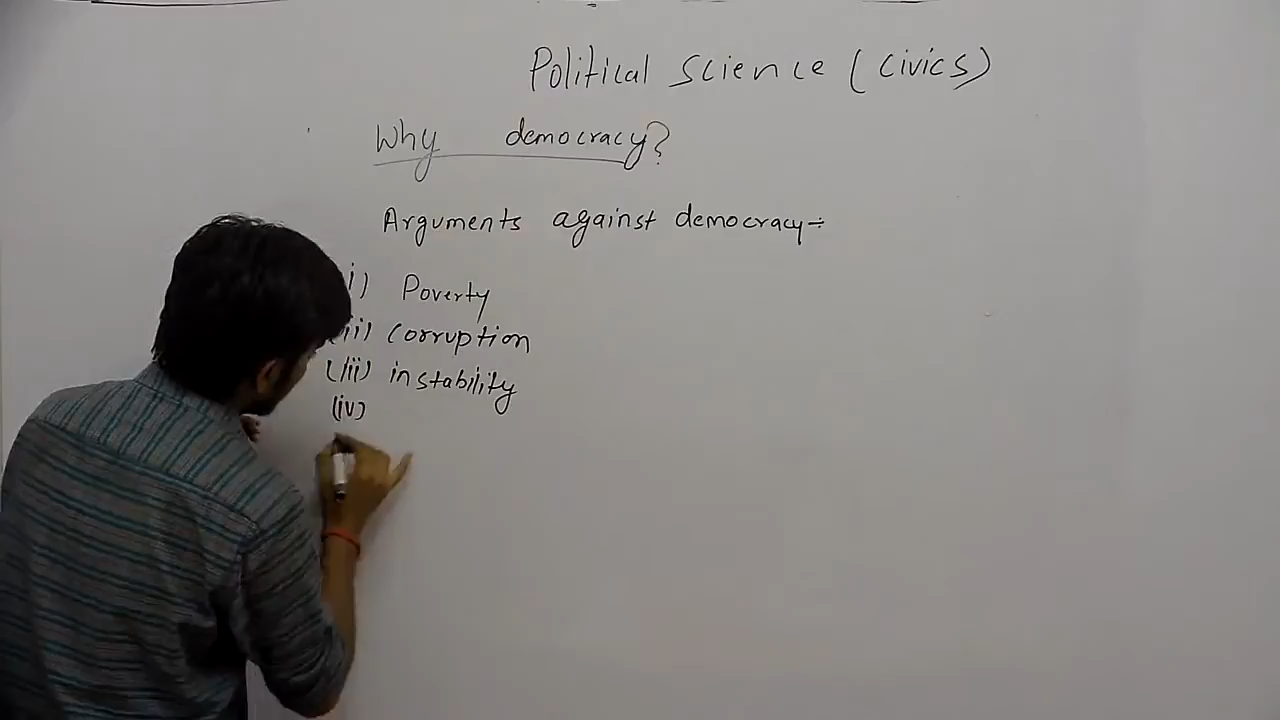 Political Science (Civics)
Why democracy?
Arguments against democracy÷
i) Poverty
(ii) Corruption
(iii) instability
(iv)